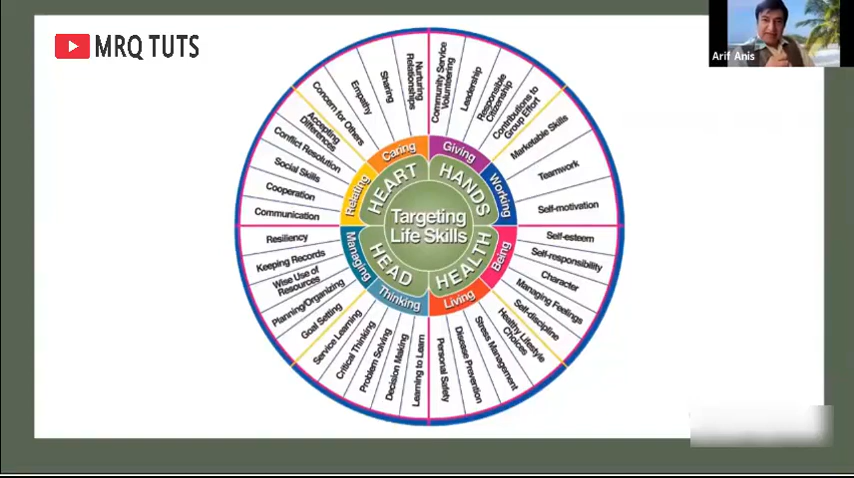 MRQ TUTS
Arif Anis
Targeting
Life Skills
HEART
HANDS
HEALTH
HEAD
Relating
Caring
Giving
Working
Being
Living
Thinking
Managing
Communication
Cooperation
Social Skills
Conflict Resolution
Accepting
Differences
Concern for Others
Empathy
Sharing
Nurturing
Relationships
Community Service
Volunteering
Leadership
Responsible
Citizenship
Contributions to
Group Effort
Marketable Skills
Teamwork
Self-motivation
Self-esteem
Self-responsibility
Character
Managing Feelings
Self-discipline
Healthy Lifestyle
Choices
Stress Management
Disease Prevention
Personal Safety
Learning to Learn
Decision Making
Problem Solving
Critical Thinking
Service Learning
Goal Setting
Planning/Organizing
Wise Use of
Resources
Keeping Records
Resiliency